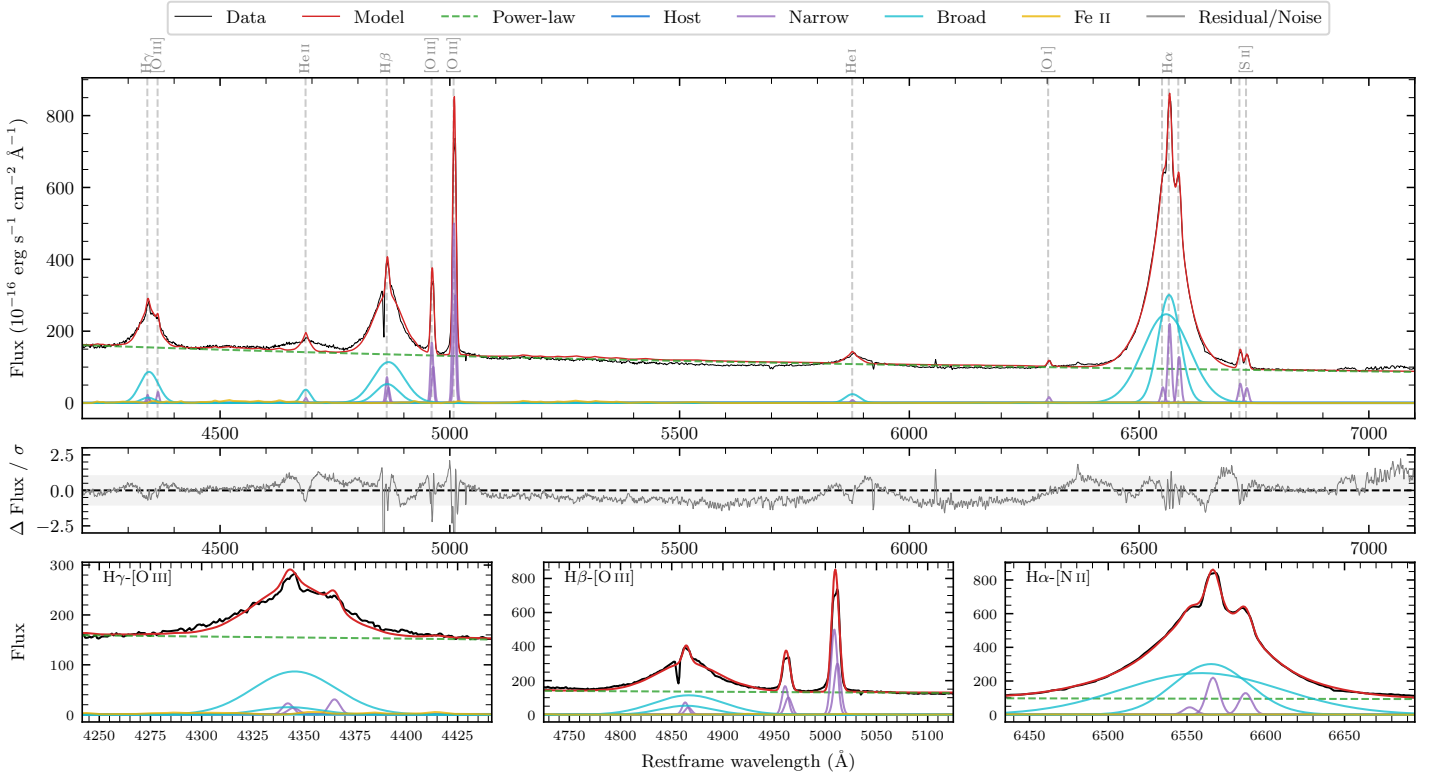 Data Model Power-law Host Narrow Broad Fe II Residual/Noise
Hγ [O III] He II Hβ [O III] [O III] He I [O I] Hα [S II]
Flux (10⁻¹⁶ erg s⁻¹ cm⁻² Å⁻¹)
800
600
400
200
0
4500 5000 5500 6000 6500 7000
Δ Flux / σ
2.5
0.0
−2.5
4500 5000 5500 6000 6500 7000
Flux
Hγ-[O III]
300
200
100
0
4250 4275 4300 4325 4350 4375 4400 4425
Hβ-[O III]
800
600
400
200
0
4750 4800 4850 4900 4950 5000 5050 5100
Hα-[N II]
800
600
400
200
0
6450 6500 6550 6600 6650
Restframe wavelength (Å)